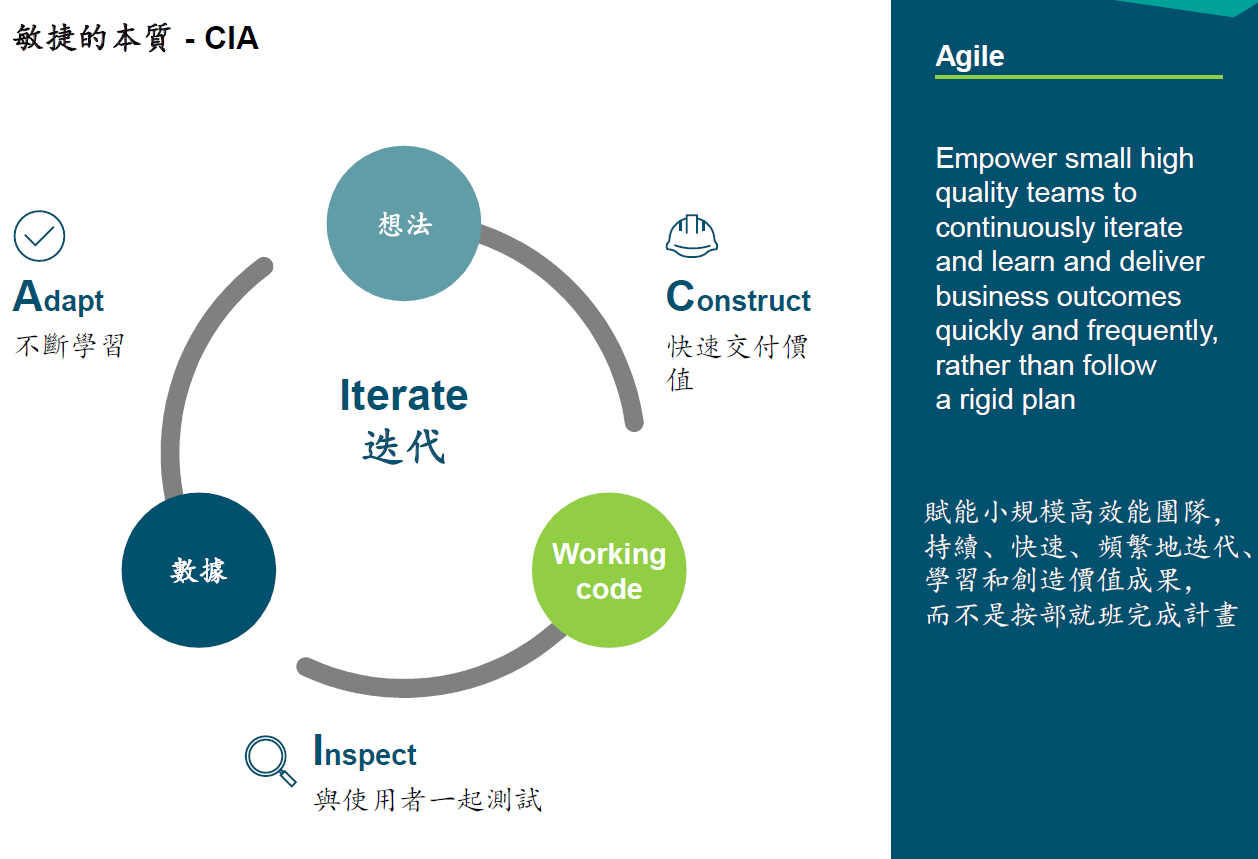 敏捷的本質 - CIA
想法
Adapt
不斷學習
Construct
快速交付價
值
Iterate
迭代
數據
Working
code
Inspect
與使用者一起測試
Agile
Empower small high
quality teams to
continuously iterate
and learn and deliver
business outcomes
quickly and frequently,
rather than follow
a rigid plan
賦能小規模高效能團隊,
持續、快速、頻繁地迭代、
學習和創造價值成果,
而不是按部就班完成計畫